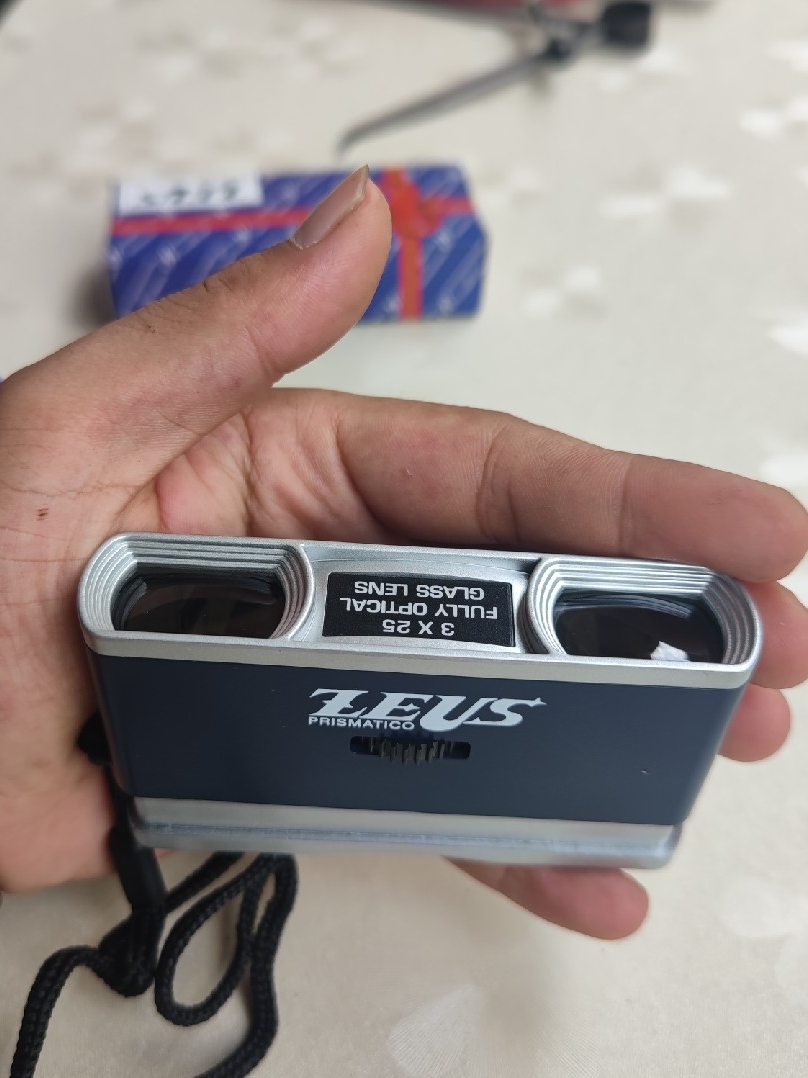 3 X 25
FULLY OPTICAL
GLASS LENS
ZEUS
PRISMATICO